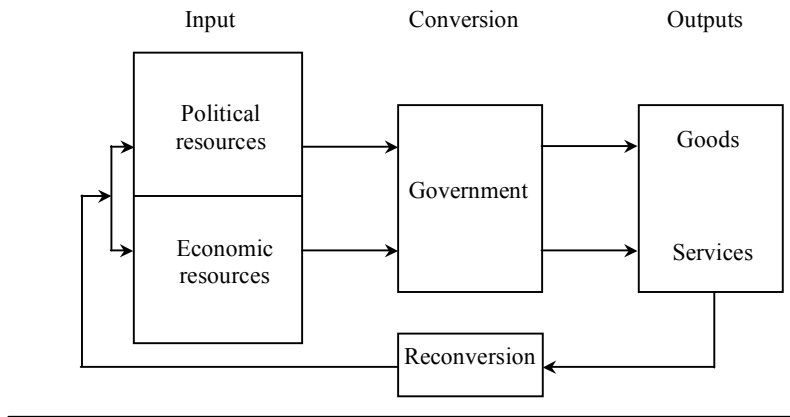 Input Conversion Outputs
Political
resources
Goods
Government
Economic
resources
Services
Reconversion